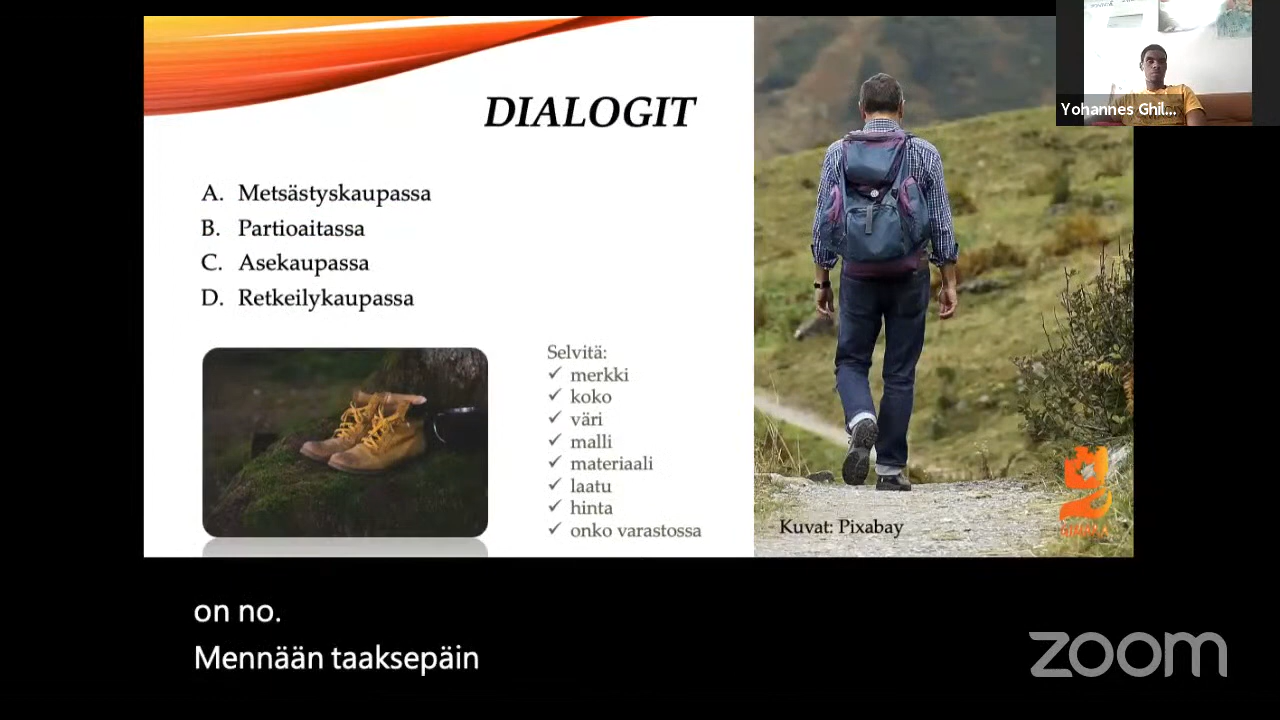 DIALOGIT
A. Metsästyskaupassa
B. Partioaitassa
C. Asekaupassa
D. Retkeilykaupassa
Selvitä:
✓ merkki
✓ koko
✓ väri
✓ malli
✓ materiaali
✓ laatu
✓ hinta
✓ onko varastossa
Kuvat: Pixabay
Yohannes Ghil...
on no.
Mennään taaksepäin
zoom